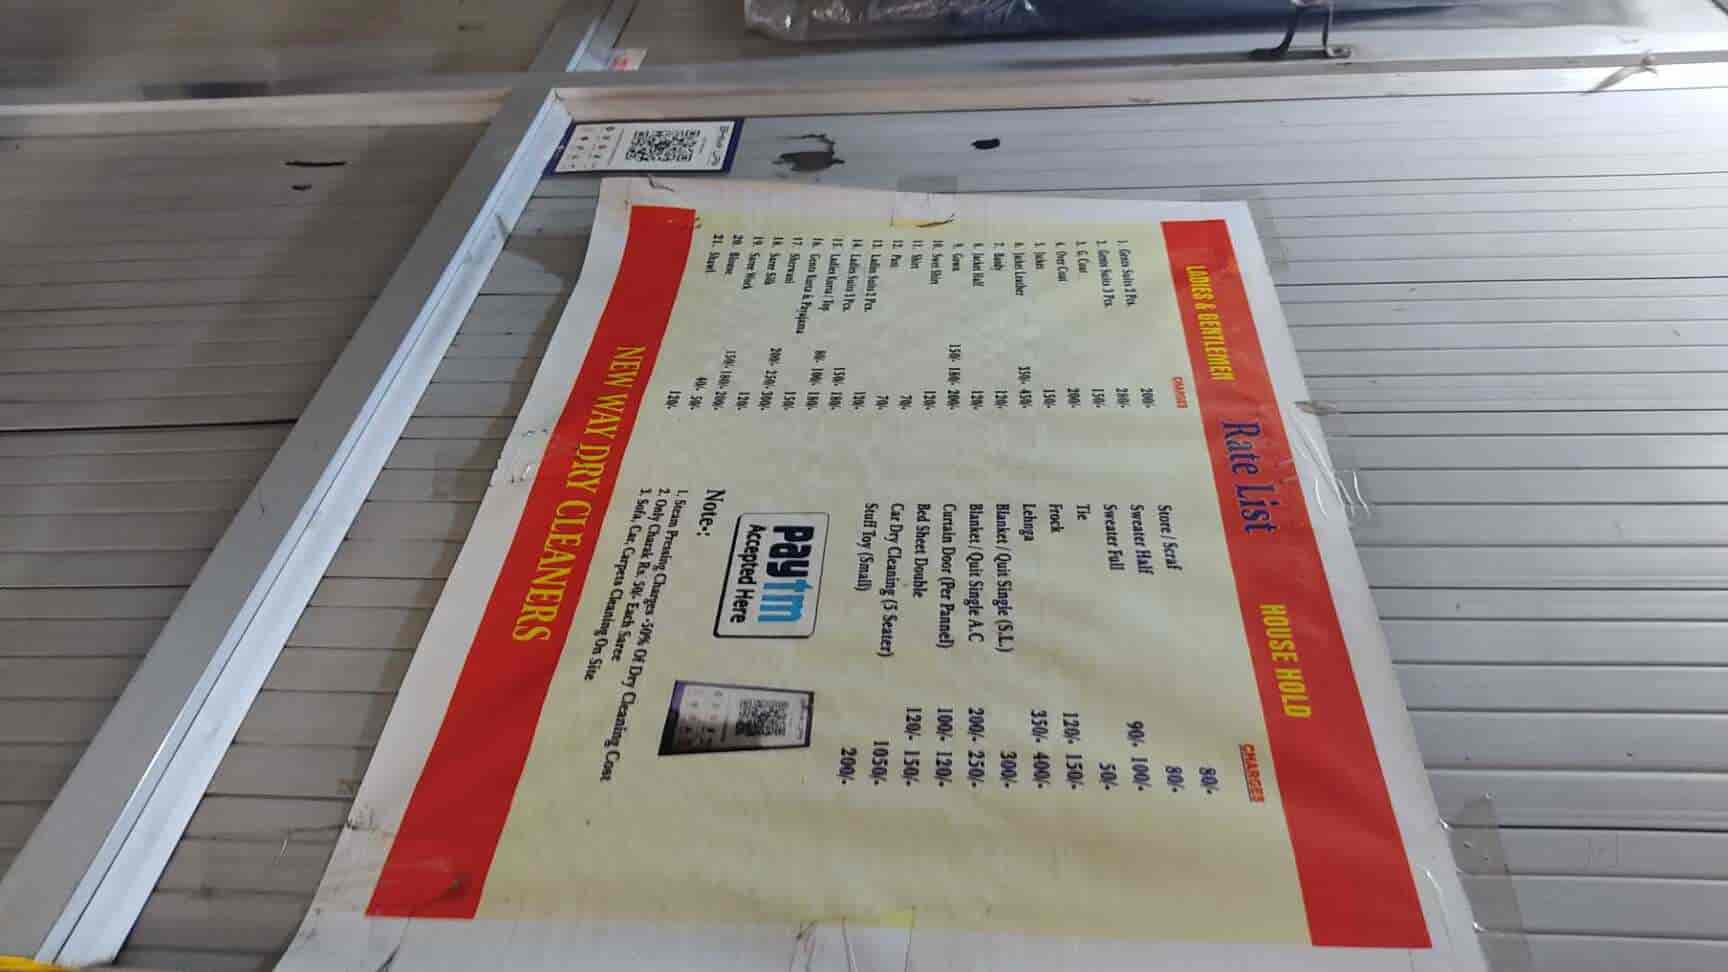 Rate List
LADIES & GENTLEMEN
CHARGES
1. Gents Suits 2 Pcs. 200/-
2. Gents Suits 3 Pcs. 280/-
3. G. Coat 150/-
4. Over Coat 200/-
5. Jacket 150/-
6. Jacket Leather 350/- 450/-
7. Bandy 120/-
8. Jacket Half 120/-
9. Gown 150/- 180/- 200/-
10. Swet Shirt 120/-
11. Shirt 70/-
12. Pant 70/-
13. Ladies Suits 2 Pcs. 120/-
14. Ladies Suits 3 Pcs. 150/- 180/-
15. Ladies Kurta / Top 80/- 100/- 180/-
16. Gents Kurta & Payajama 150/-
17. Sherwani 200/- 250/- 300/-
18. Saree Silk 120/-
19. Saree Work 150/- 180/- 200/-
20. Blouse 40/- 50/-
21. Shawl 120/-
HOUSE HOLD
CHARGES
Store / Scraf 80/-
Sweater Half 80/-
Sweater Full 90/- 100/-
Tie 50/-
Frock 120/- 150/-
Lehnga 350/- 400/-
Blanket / Quit Single (S.L.) 300/-
Blanket / Quit Single A.C 200/- 250/-
Curtain Door (Per Pannel) 100/- 120/-
Bed Sheet Double 120/- 150/-
Car Dry Cleaning (5 Seater) 1050/-
Stuff Toy (Small) 200/-
Paytm
Accepted Here
Note-:
1. Steam Pressing Charges -50% Of Dry Cleaning Cost
2. Only Charak Rs. 50/- Each Saree
3. Sofa, Car, Carpets Cleaning On Site
NEW WAY DRY CLEANERS